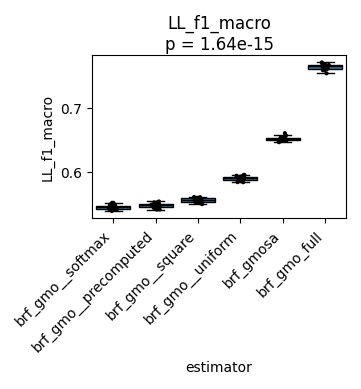 LL_f1_macro
p = 1.64e-15
LL_f1_macro
0.7
0.6
brf_gmo__softmax
brf_gmo__precomputed
brf_gmo__square
brf_gmo__uniform
brf_gmosa
brf_gmo_full
estimator